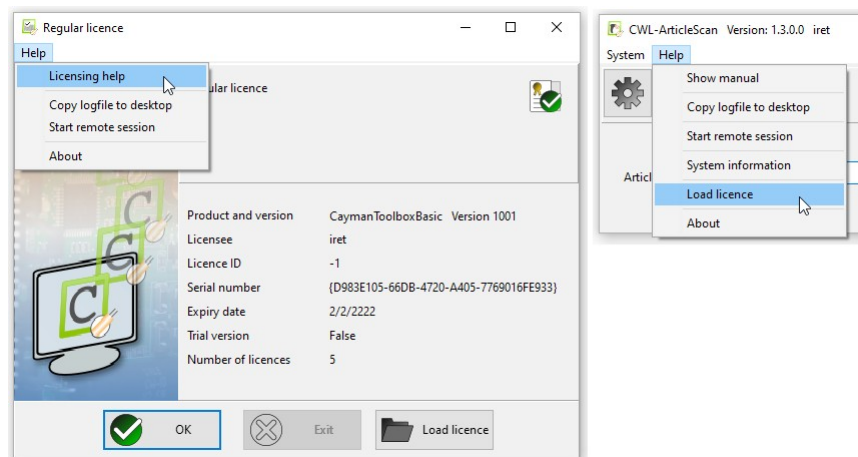 Regular licence
Help
Licensing help
ular licence
Copy logfile to desktop
Start remote session
About
C
C
C
Product and version CaymanToolboxBasic Version 1001
Licensee iret
Licence ID -1
Serial number {D983E105-66DB-4720-A405-7769016FE933}
Expiry date 2/2/2222
Trial version False
Number of licences 5
OK Exit Load licence
CWL-ArticleScan Version: 1.3.0.0 iret
System Help
Show manual
Copy logfile to desktop
Start remote session
System information
Articl
Load licence
About